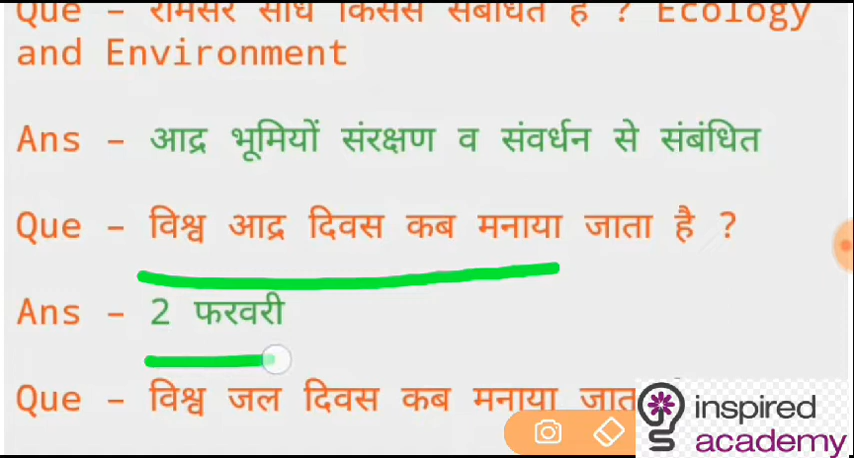 Que - रामसर संधि किससे संबंधित है ? Ecology
and Environment
Ans - आद्र भूमियों संरक्षण व संवर्धन से संबंधित
Que - विश्व आद्र दिवस कब मनाया जाता है ?
Ans - 2 फरवरी
Que - विश्व जल दिवस कब मनाया
inspired
academy